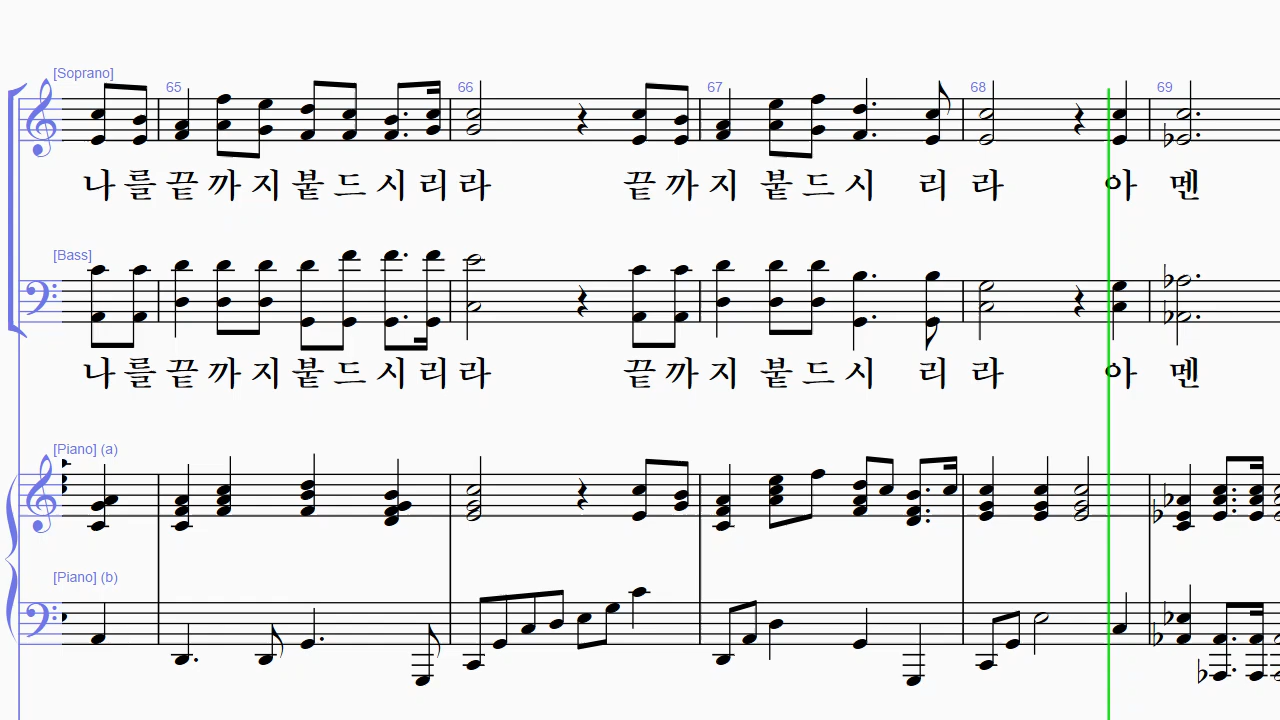 [Soprano]
65 66 67 68 69
나를 끝까지 붙드시리라 끝까지 붙드시 리라 아멘
[Bass]
나를 끝까지 붙드시리라 끝까지 붙드시 리라 아멘
[Piano] (a)
[Piano] (b)